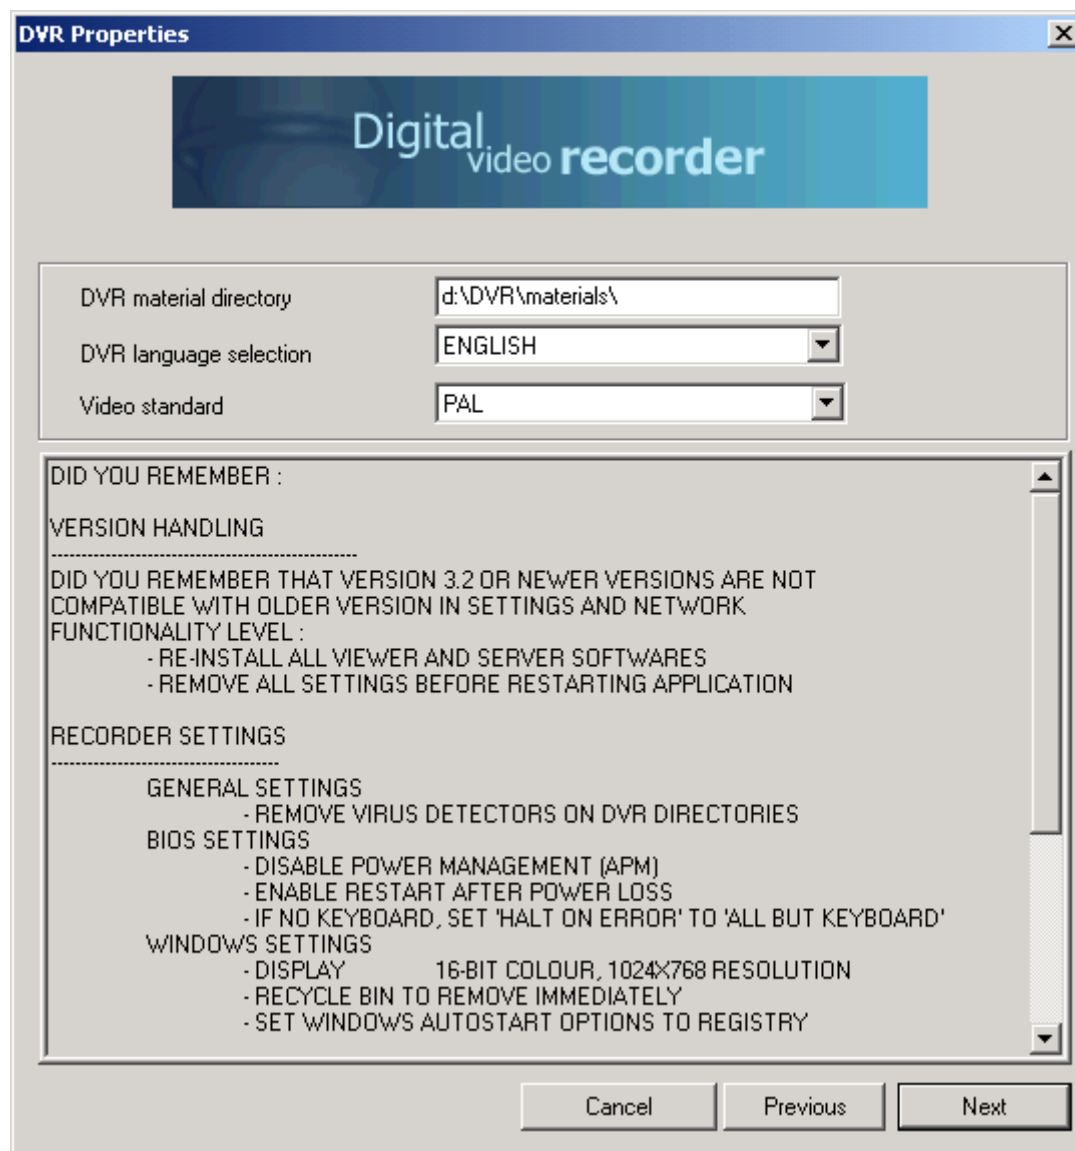 DVR Properties
Digital video recorder
DVR material directory d:\DVR\materials\
DVR language selection ENGLISH
Video standard PAL
DID YOU REMEMBER :
VERSION HANDLING
---------------------------------------------------
DID YOU REMEMBER THAT VERSION 3.2 OR NEWER VERSIONS ARE NOT
COMPATIBLE WITH OLDER VERSION IN SETTINGS AND NETWORK
FUNCTIONALITY LEVEL :
- RE-INSTALL ALL VIEWER AND SERVER SOFTWARES
- REMOVE ALL SETTINGS BEFORE RESTARTING APPLICATION
RECORDER SETTINGS
--------------------------------------
GENERAL SETTINGS
- REMOVE VIRUS DETECTORS ON DVR DIRECTORIES
BIOS SETTINGS
- DISABLE POWER MANAGEMENT (APM)
- ENABLE RESTART AFTER POWER LOSS
- IF NO KEYBOARD, SET 'HALT ON ERROR' TO 'ALL BUT KEYBOARD'
WINDOWS SETTINGS
- DISPLAY 16-BIT COLOUR, 1024X768 RESOLUTION
- RECYCLE BIN TO REMOVE IMMEDIATELY
- SET WINDOWS AUTOSTART OPTIONS TO REGISTRY
Cancel Previous Next